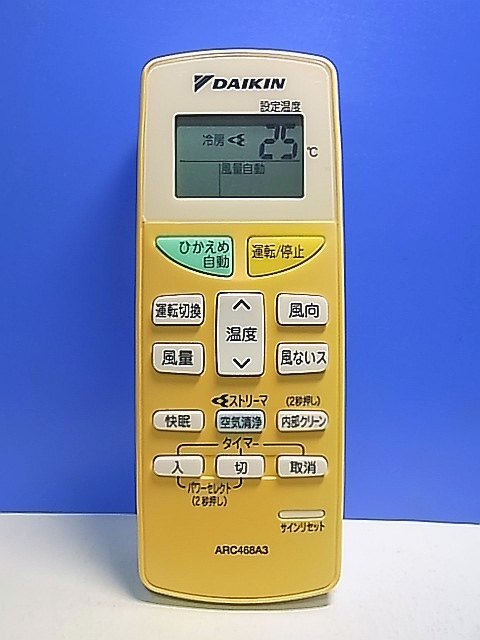 DAIKIN
設定温度
冷房 25 ℃
風量自動
ひかえめ
自動
運転/停止
運転切換
温度
風向
風量
風ないス
ストリーマ
(2秒押し)
快眠
空気清浄
内部クリーン
タイマー
入
切
取消
パワーセレクト
(2秒押し)
サインリセット
ARC468A3